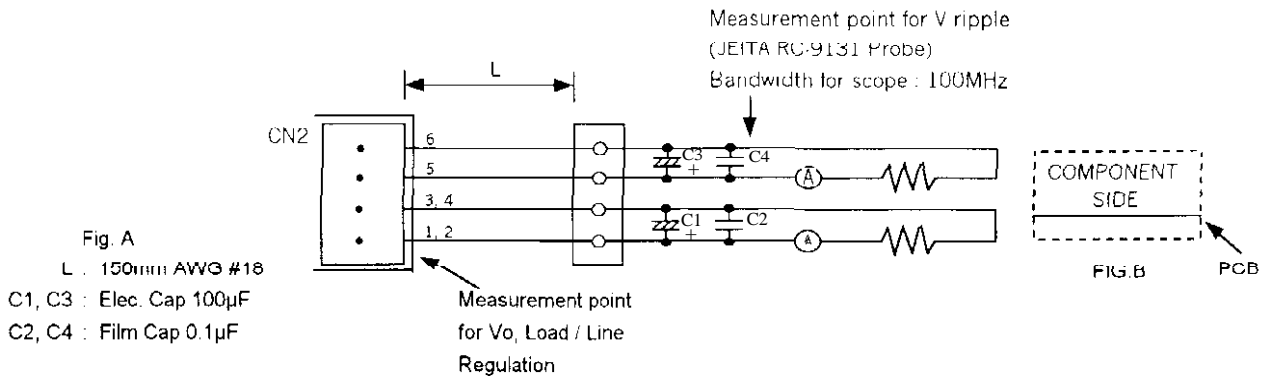 Measurement point for V ripple
(JEITA RC-9131 Probe)
Bandwidth for scope : 100MHz
L
CN2
6
C3
+
C4
5
A
COMPONENT
SIDE
3, 4
C1
+
C2
1, 2
A
FIG.B
PCB
Fig. A
L : 150mm AWG #18
C1, C3 : Elec. Cap 100µF
C2, C4 : Film Cap 0.1µF
Measurement point
for Vo, Load / Line
Regulation